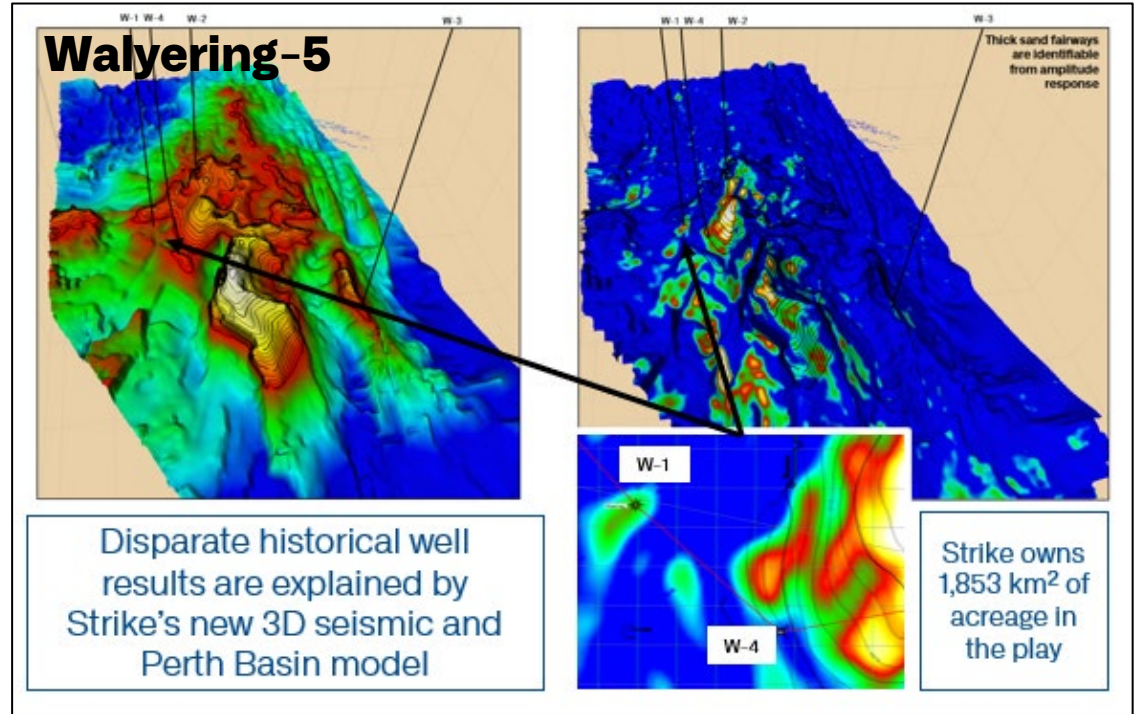 W-1 W-4 W-2 W-3
Walyering-5
W-1 W-4 W-2 W-3
Thick sand fairways
are identifiable
from amplitude
response
W-1
W-4
Disparate historical well
results are explained by
Strike's new 3D seismic and
Perth Basin model
Strike owns
1,853 km² of
acreage in
the play